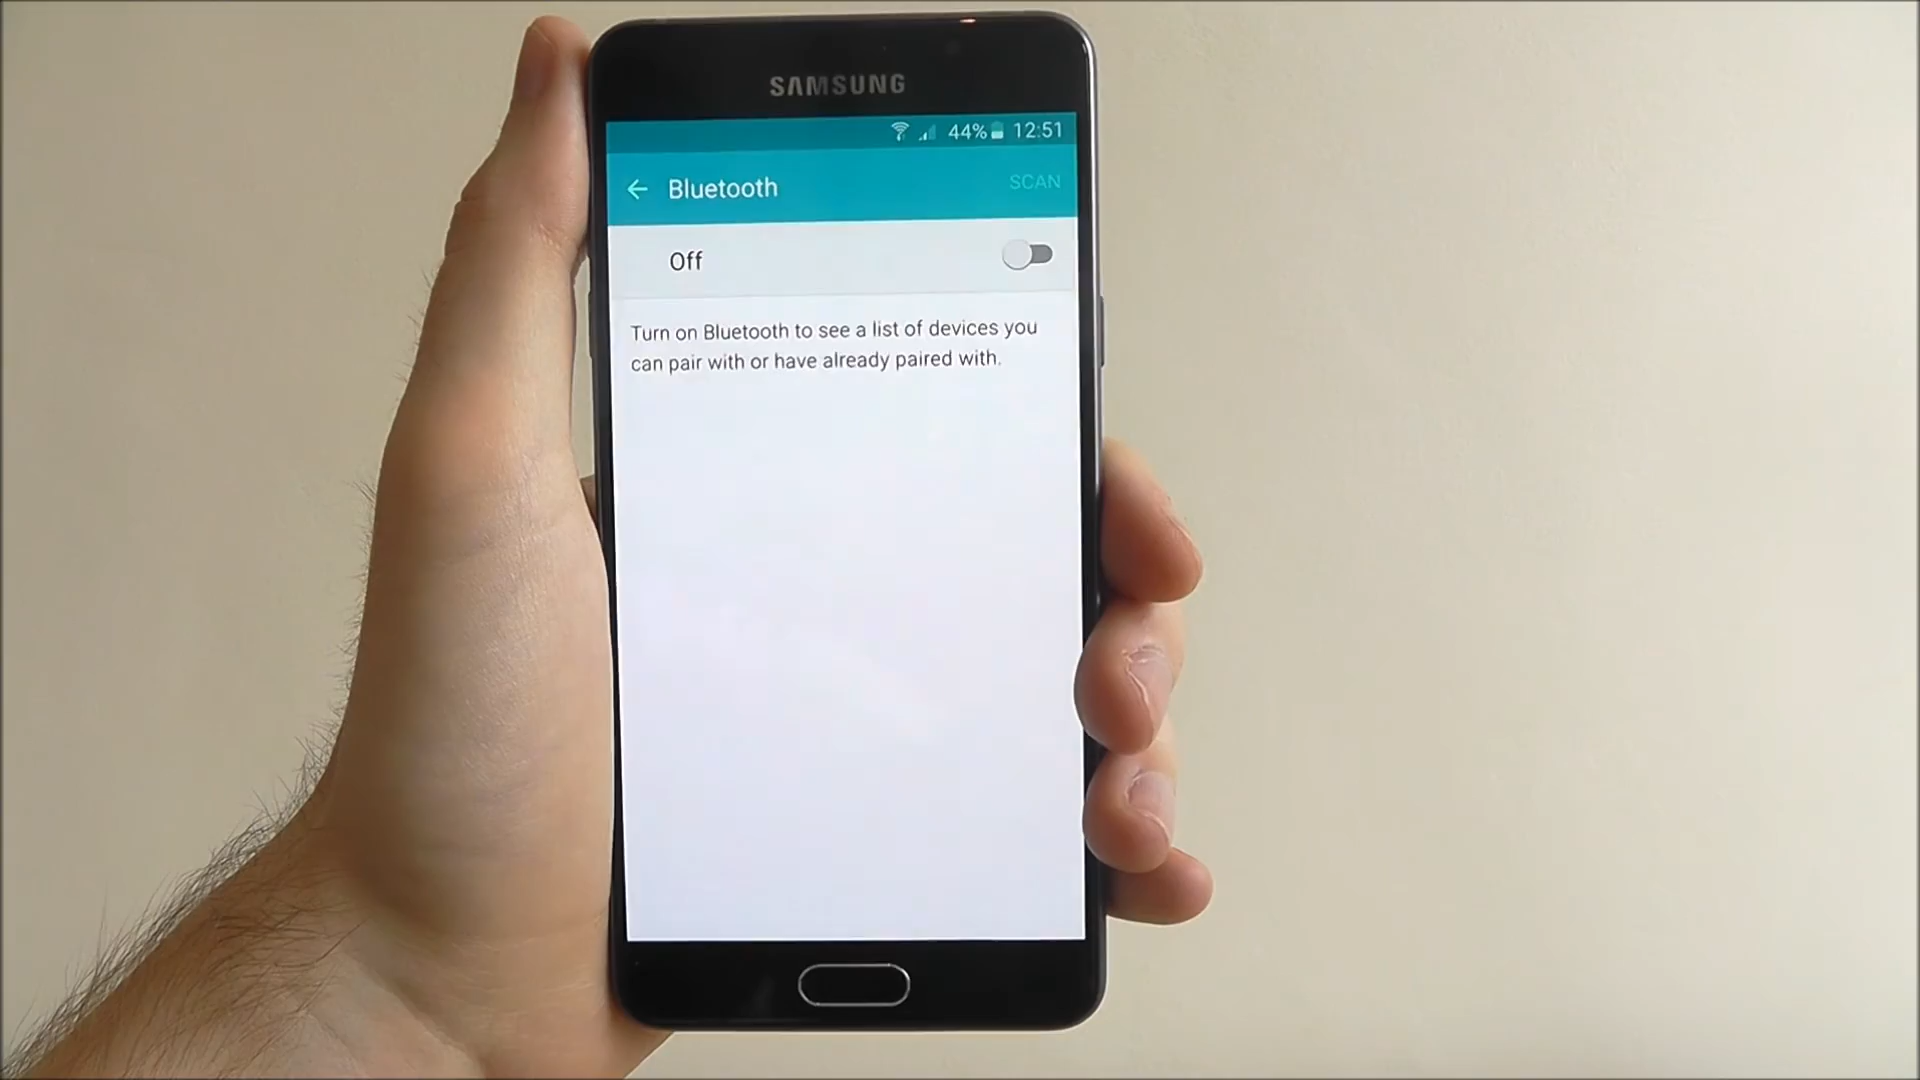 SAMSUNG
44% 12:51
Bluetooth SCAN
Off
Turn on Bluetooth to see a list of devices you
can pair with or have already paired with.